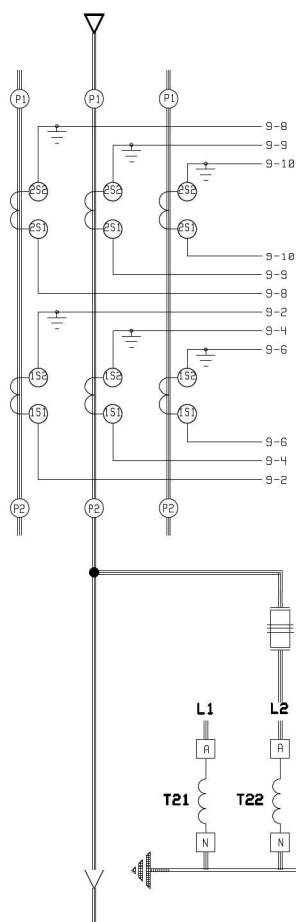 P1 P1 P1
9-8
9-9
9-10
2S2 2S2 2S2
2S1 2S1 2S1
9-10
9-9
9-8
9-2
9-4
9-6
1S2 1S2 1S2
1S1 1S1 1S1
9-6
9-4
9-2
P2 P2 P2
L1 L2
A A
T21 T22
N N